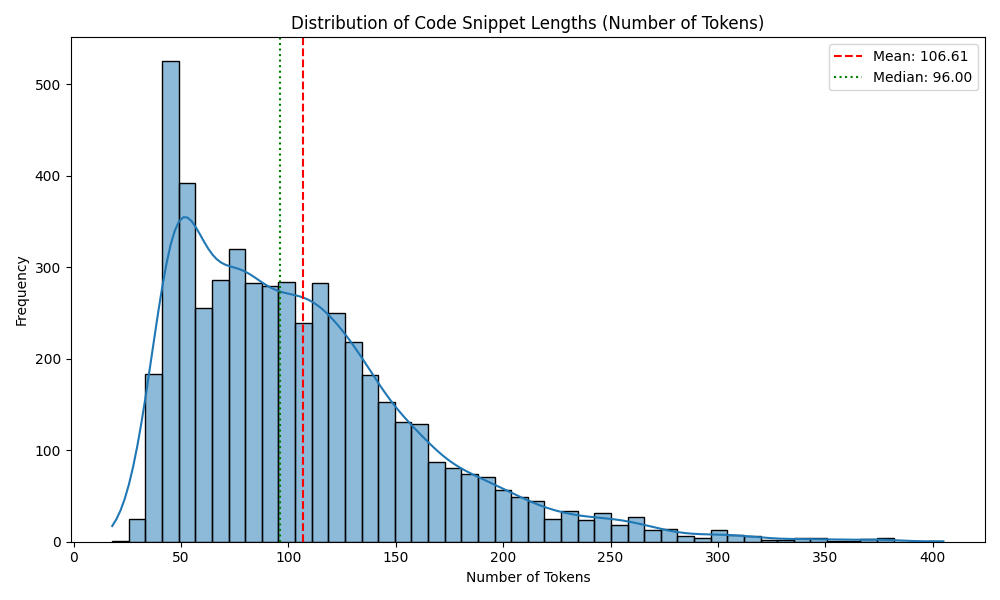 Distribution of Code Snippet Lengths (Number of Tokens)
Mean: 106.61
Median: 96.00
Frequency
500
400
300
200
100
0
0 50 100 150 200 250 300 350 400
Number of Tokens